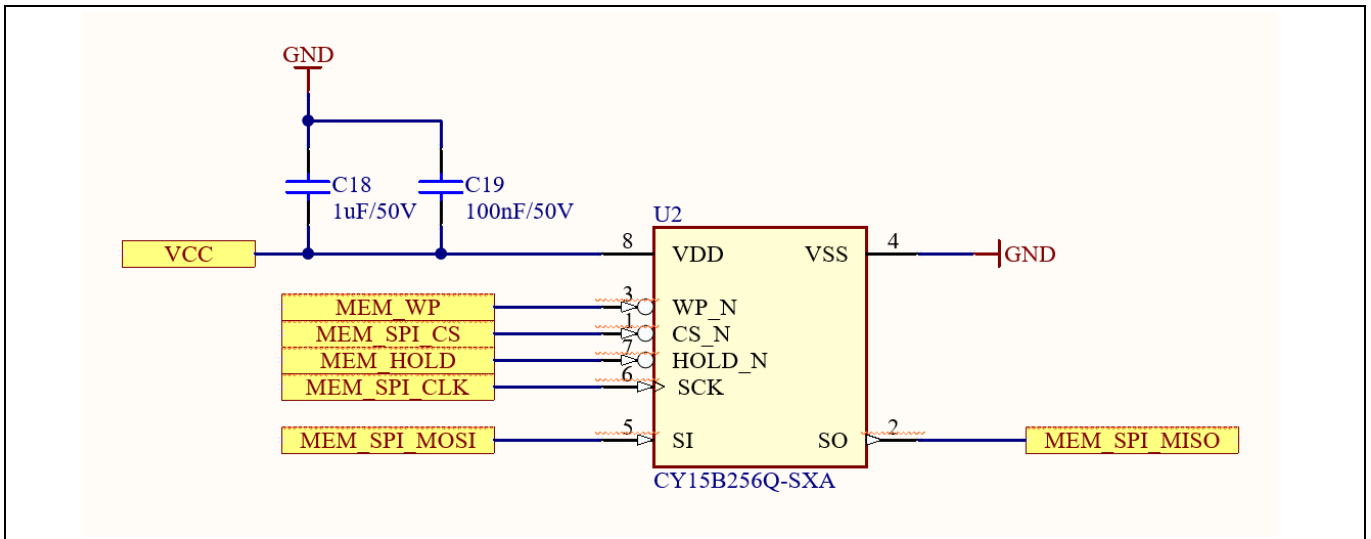 GND
C18
1uF/50V
C19
100nF/50V
U2
VCC
8
VDD
VSS
4
GND
MEM_WP
3
WP_N
MEM_SPI_CS
1
CS_N
MEM_HOLD
7
HOLD_N
MEM_SPI_CLK
6
SCK
MEM_SPI_MOSI
5
SI
SO
2
MEM_SPI_MISO
CY15B256Q-SXA